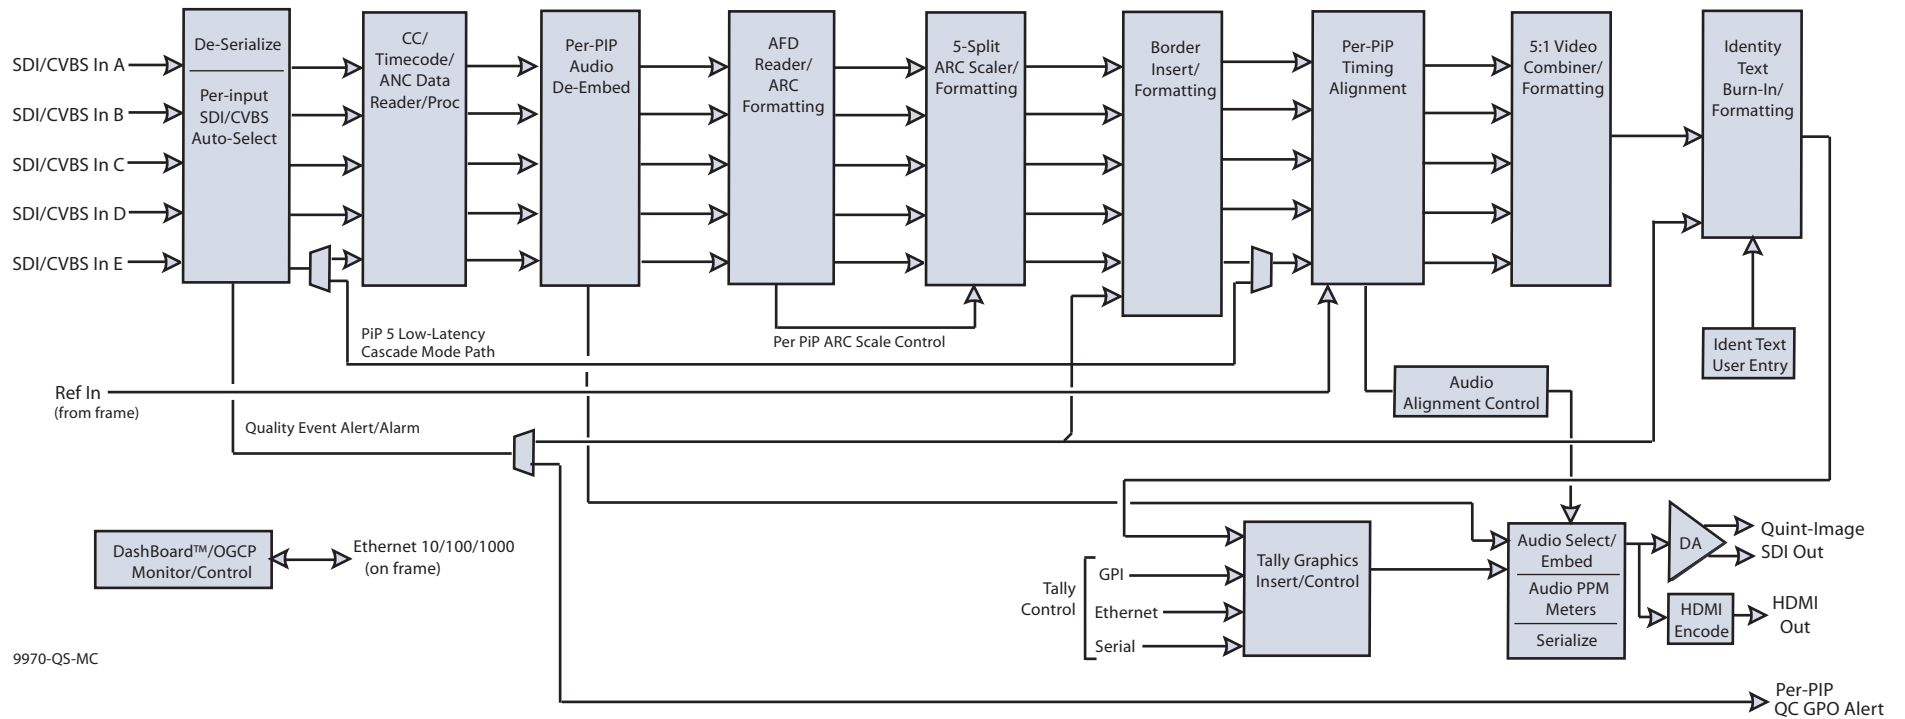 SDI/CVBS In A
SDI/CVBS In B
SDI/CVBS In C
SDI/CVBS In D
SDI/CVBS In E
De-Serialize
Per-input
SDI/CVBS
Auto-Select
CC/
Timecode/
ANC Data
Reader/Proc
Per-PIP
Audio
De-Embed
AFD
Reader/
ARC
Formatting
5-Split
ARC Scaler/
Formatting
Border
Insert/
Formatting
Per-PiP
Timing
Alignment
5:1 Video
Combiner/
Formatting
Identity
Text
Burn-In/
Formatting
PiP 5 Low-Latency
Cascade Mode Path
Per PiP ARC Scale Control
Ident Text
User Entry
Ref In
(from frame)
Audio
Alignment Control
Quality Event Alert/Alarm
DashBoard™/OGCP
Monitor/Control
Ethernet 10/100/1000
(on frame)
Tally
Control
GPI
Ethernet
Serial
Tally Graphics
Insert/Control
Audio Select/
Embed
Audio PPM
Meters
Serialize
DA
Quint-Image
SDI Out
HDMI
Encode
HDMI
Out
9970-QS-MC
Per-PIP
QC GPO Alert